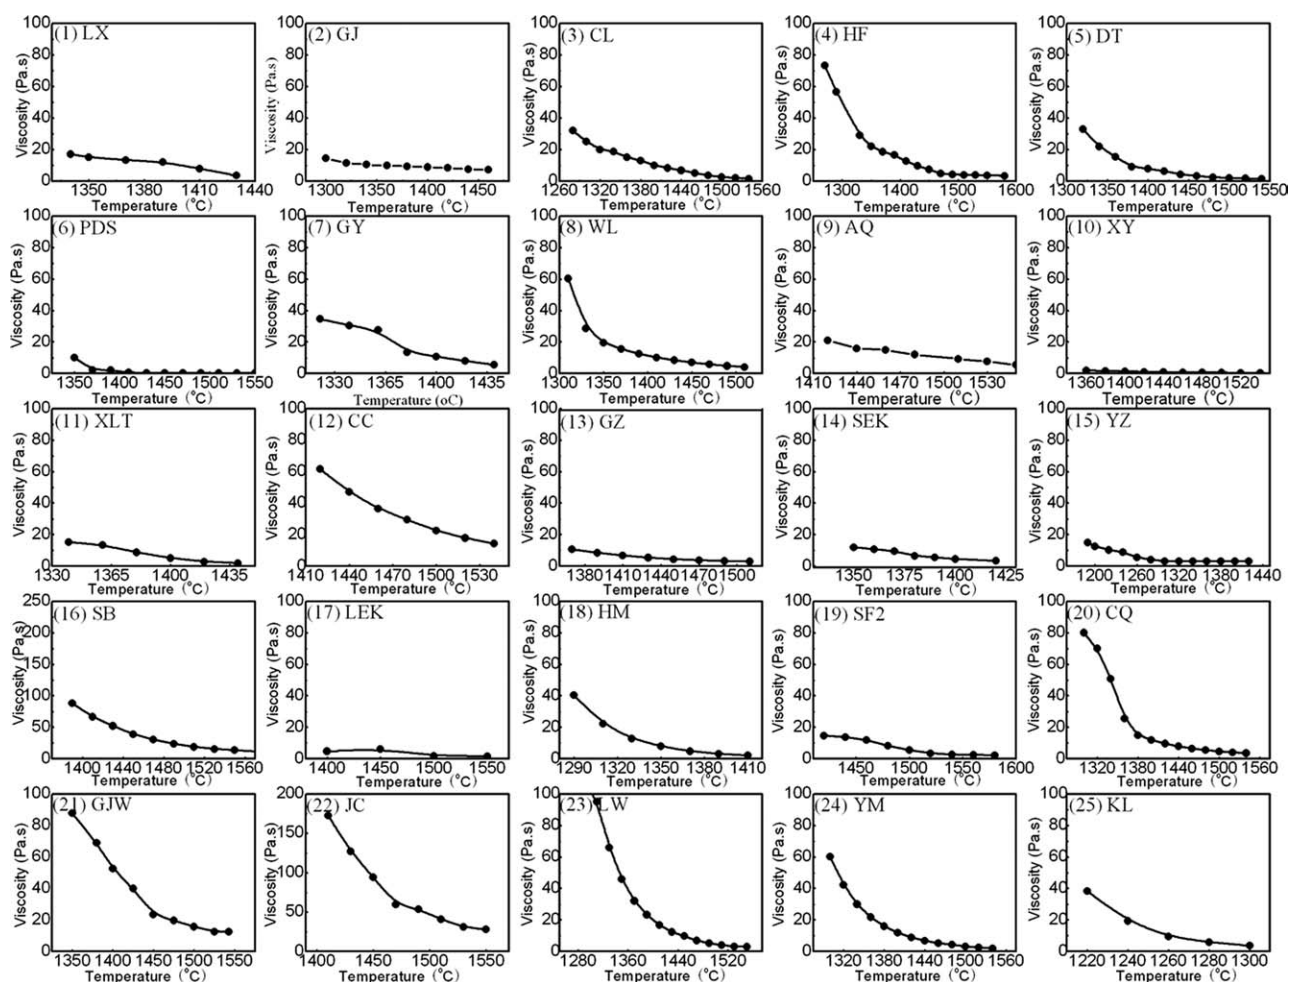 (1) LX
Viscosity (Pa.s)
100
80
60
40
20
0
1350 1380 1410 1440
Temperature (°C)
(2) GJ
Viscosity (Pa.s)
100
80
60
40
20
0
1300 1350 1400 1450
Temperature (°C)
(3) CL
Viscosity (Pa.s)
100
80
60
40
20
0
1260 1320 1380 1440 1500 1560
Temperature (°C)
(4) HF
Viscosity (Pa.s)
100
80
60
40
20
0
1300 1400 1500 1600
Temperature (°C)
(5) DT
Viscosity (Pa.s)
100
80
60
40
20
0
1300 1350 1400 1450 1500 1550
Temperature (°C)
(6) PDS
Viscosity (Pa.s)
100
80
60
40
20
0
1350 1400 1450 1500 1550
Temperature (°C)
(7) GY
Viscosity (Pa.s)
100
80
60
40
20
0
1330 1365 1400 1435
Temperature (oC)
(8) WL
Viscosity (Pa.s)
100
80
60
40
20
0
1300 1350 1400 1450 1500
Temperature (°C)
(9) AQ
Viscosity (Pa.s)
100
80
60
40
20
0
1410 1440 1470 1500 1530
Temperature (°C)
(10) XY
Viscosity (Pa.s)
100
80
60
40
20
0
1360 1400 1440 1480 1520
Temperature (°C)
(11) XLT
Viscosity (Pa.s)
100
80
60
40
20
0
1330 1365 1400 1435
Temperature (°C)
(12) CC
Viscosity (Pa.s)
100
80
60
40
20
0
1410 1440 1470 1500 1530
Temperature (°C)
(13) GZ
Viscosity (Pa.s)
100
80
60
40
20
0
1380 1410 1440 1470 1500
Temperature (°C)
(14) SEK
Viscosity (Pa.s)
100
80
60
40
20
0
1350 1375 1400 1425
Temperature (°C)
(15) YZ
Viscosity (Pa.s)
100
80
60
40
20
0
1200 1260 1320 1380 1440
Temperature (°C)
(16) SB
Viscosity (Pa.s)
250
200
150
100
50
0
1400 1440 1480 1520 1560
Temperature (°C)
(17) LEK
Viscosity (Pa.s)
100
80
60
40
20
0
1400 1450 1500 1550
Temperature (°C)
(18) HM
Viscosity (Pa.s)
100
80
60
40
20
0
1290 1320 1350 1380 1410
Temperature (°C)
(19) SF2
Viscosity (Pa.s)
100
80
60
40
20
0
1450 1500 1550 1600
Temperature (°C)
(20) CQ
Viscosity (Pa.s)
100
80
60
40
20
0
1320 1380 1440 1500 1560
Temperature (°C)
(21) GJW
Viscosity (Pa.s)
100
80
60
40
20
0
1350 1400 1450 1500 1550
Temperature (°C)
(22) JC
Viscosity (Pa.s)
200
150
100
50
0
1400 1450 1500 1550
Temperature (°C)
(23) LW
Viscosity (Pa.s)
100
80
60
40
20
0
1280 1360 1440 1520
Temperature (°C)
(24) YM
Viscosity (Pa.s)
100
80
60
40
20
0
1320 1380 1440 1500 1560
Temperature (°C)
(25) KL
Viscosity (Pa.s)
100
80
60
40
20
0
1220 1240 1260 1280 1300
Temperature (°C)